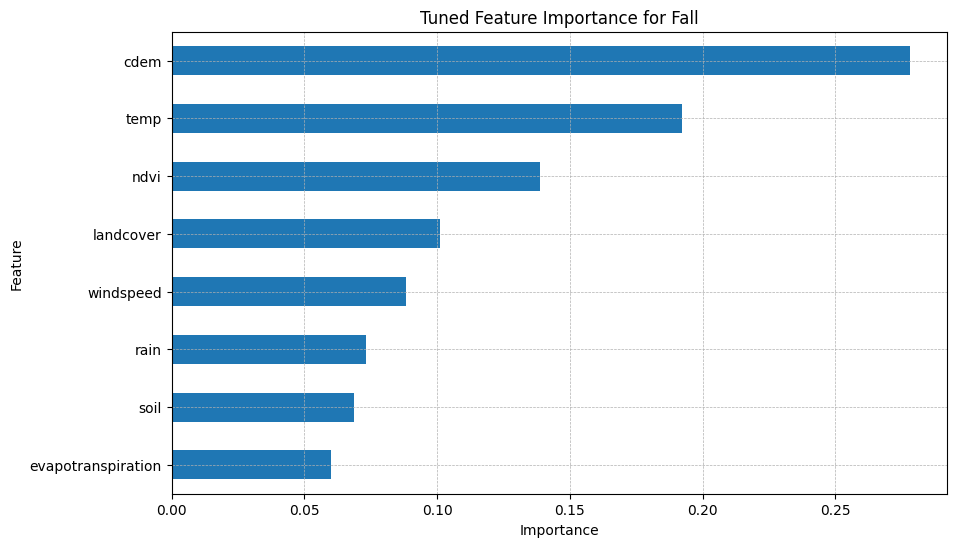 Tuned Feature Importance for Fall
cdem
temp
ndvi
landcover
windspeed
rain
soil
evapotranspiration
Feature
0.00 0.05 0.10 0.15 0.20 0.25
Importance